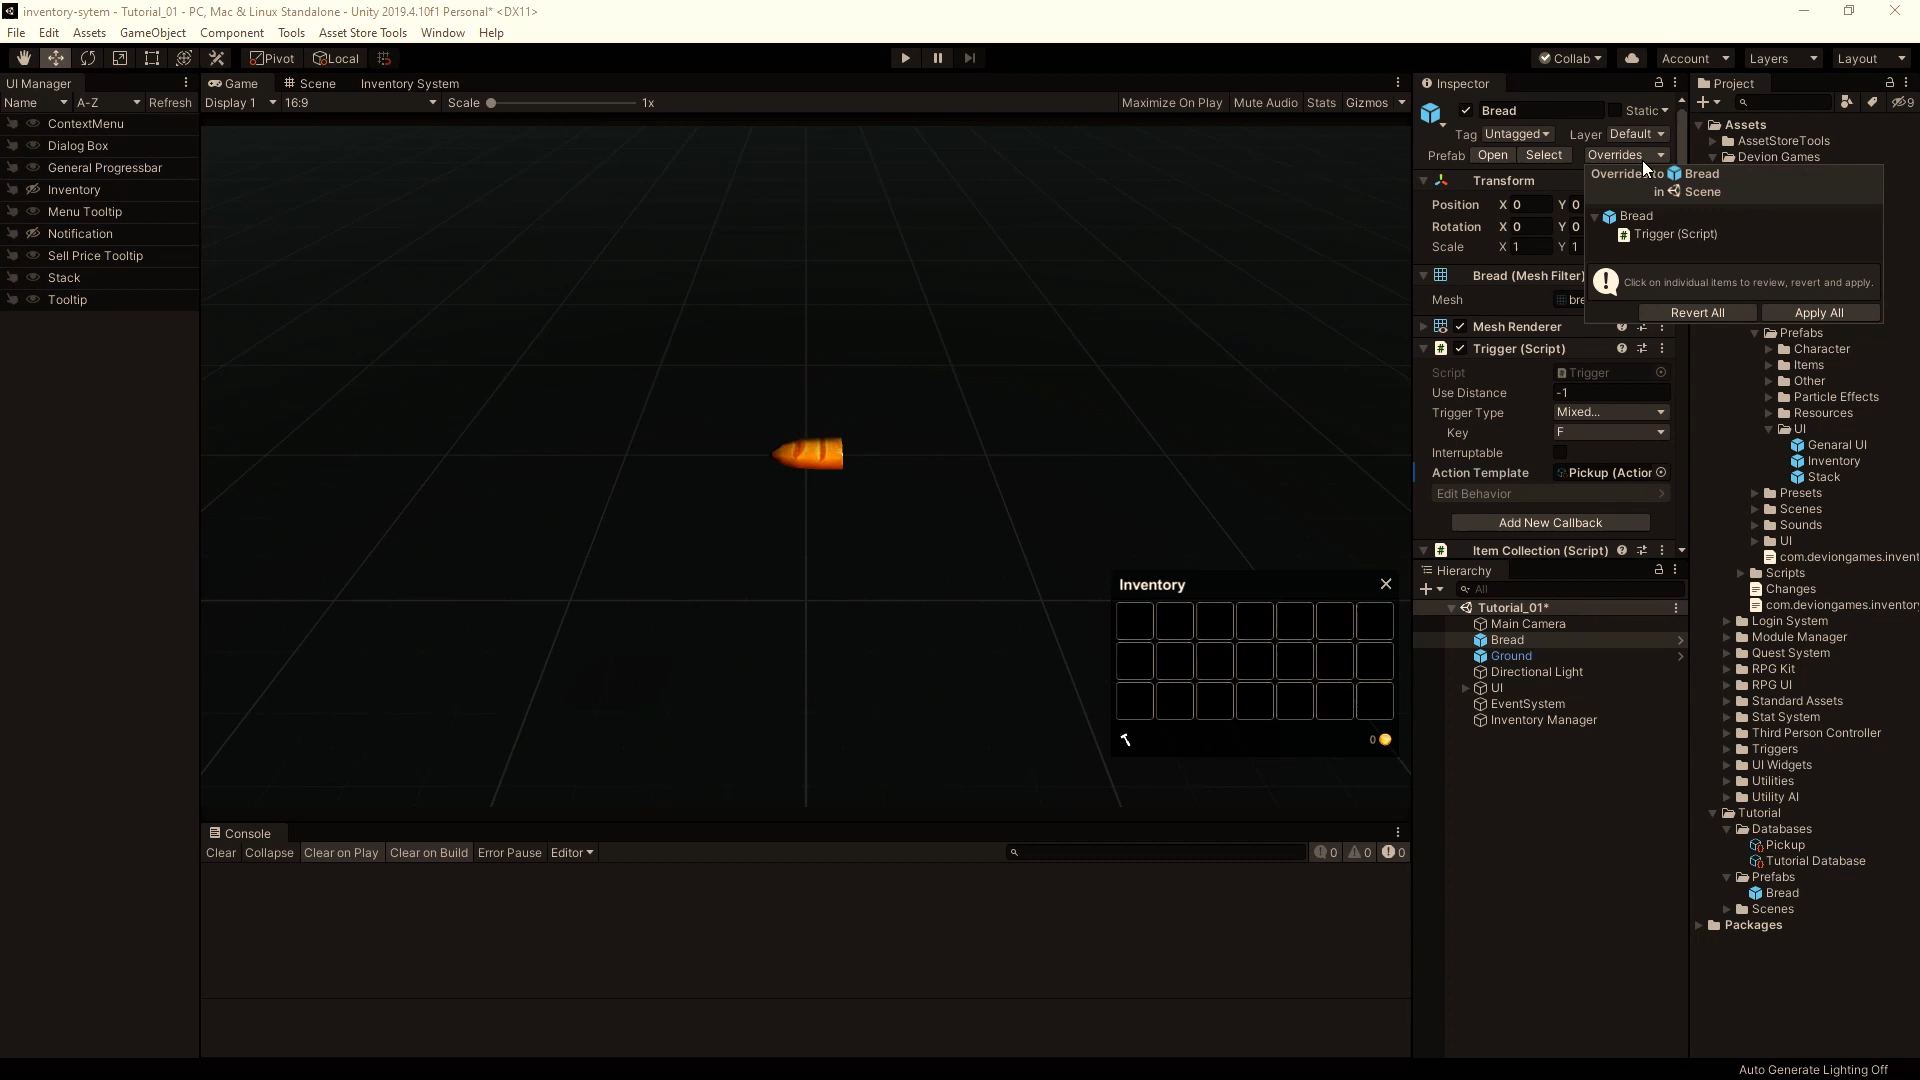 inventory-sytem - Tutorial_01 - PC, Mac & Linux Standalone - Unity 2019.4.10f1 Personal* <DX11>
File Edit Assets GameObject Component Tools Asset Store Tools Window Help
Pivot Local Collab Account Layers Layout
UI Manager
Name A-Z Refresh
ContextMenu
Dialog Box
General Progressbar
Inventory
Menu Tooltip
Notification
Sell Price Tooltip
Stack
Tooltip
Game Scene Inventory System
Display 1 16:9 Scale 1x Maximize On Play Mute Audio Stats Gizmos
Inventory
0
Console
Clear Collapse Clear on Play Clear on Build Error Pause Editor 0 0 0
Inspector
Bread Static
Tag Untagged Layer Default
Prefab Open Select Overrides
Overrides to Bread
in Scene
Bread
Trigger (Script)
Click on individual items to review, revert and apply.
Revert All Apply All
Transform
Position X 0 Y 0
Rotation X 0 Y 0
Scale X 1 Y 1
Bread (Mesh Filter)
Mesh bre
Mesh Renderer
Trigger (Script)
Script Trigger
Use Distance -1
Trigger Type Mixed...
Key F
Interruptable
Action Template Pickup (Action
Edit Behavior
Add New Callback
Item Collection (Script)
Hierarchy
All
Tutorial_01*
Main Camera
Bread
Ground
Directional Light
UI
EventSystem
Inventory Manager
Project
9
Assets
AssetStoreTools
Devion Games
Prefabs
Character
Items
Other
Particle Effects
Resources
UI
Genaral UI
Inventory
Stack
Presets
Scenes
Sounds
UI
com.deviongames.invent
Scripts
Changes
com.deviongames.inventory
Login System
Module Manager
Quest System
RPG Kit
RPG UI
Standard Assets
Stat System
Third Person Controller
Triggers
UI Widgets
Utilities
Utility AI
Tutorial
Databases
Pickup
Tutorial Database
Prefabs
Bread
Scenes
Packages
Auto Generate Lighting Off